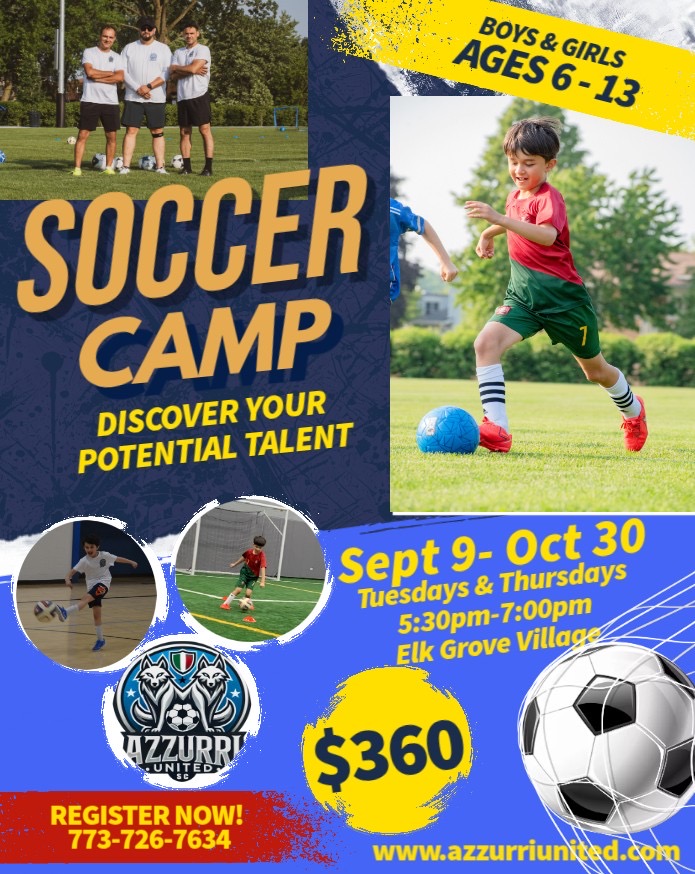 BOYS & GIRLS
AGES 6 - 13
SOCCER
CAMP
DISCOVER YOUR
POTENTIAL TALENT
7
Sept 9- Oct 30
Tuesdays & Thursdays
5:30pm-7:00pm
Elk Grove Village
AZZURRI
UNITED
SC
$360
REGISTER NOW!
773-726-7634
www.azzurriunited.com